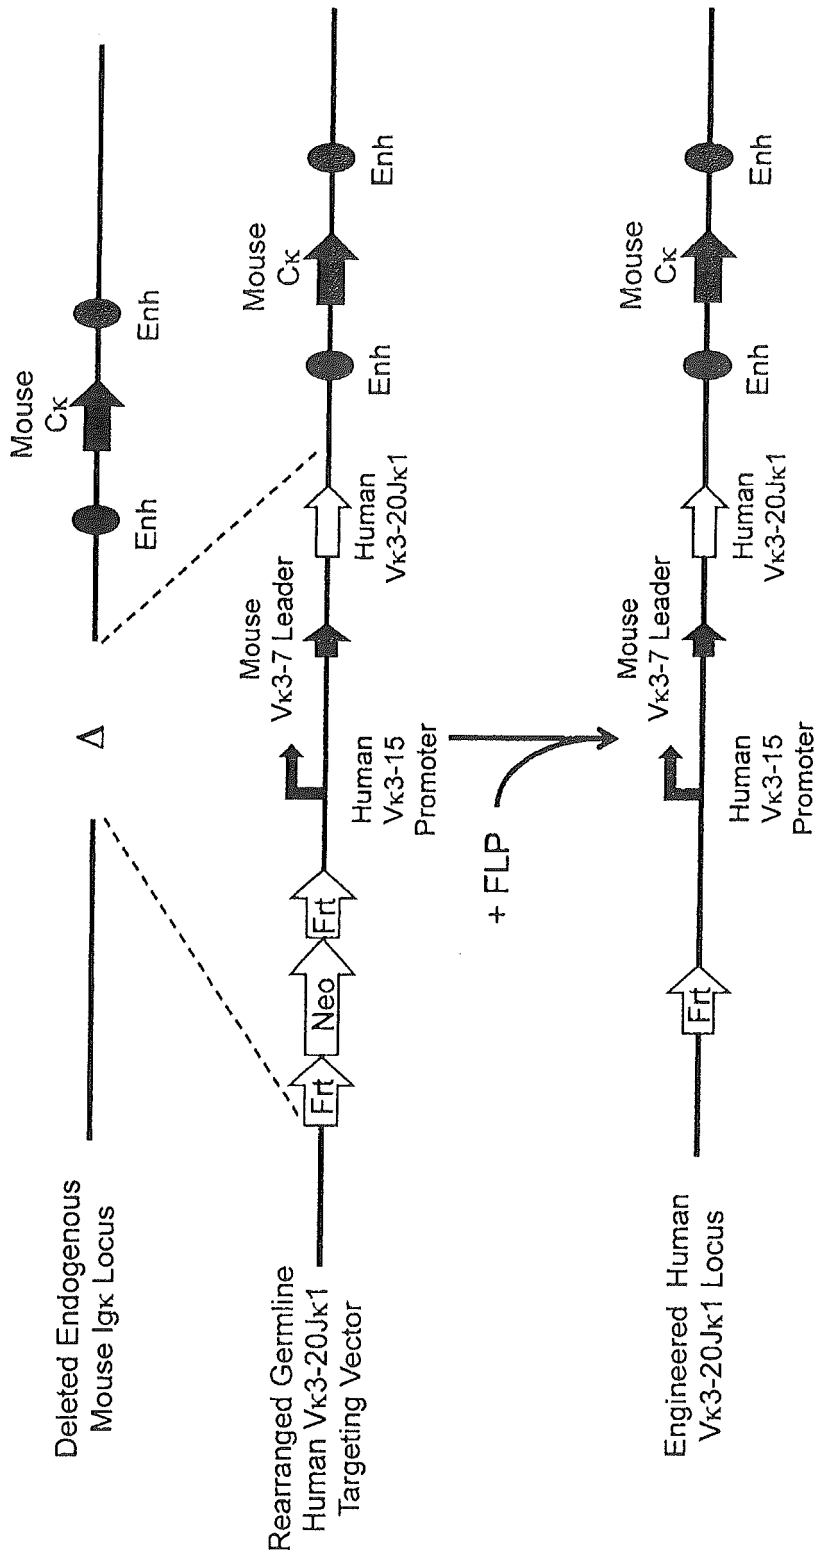 Deleted Endogenous
Mouse Igκ Locus
Δ
Enh
Mouse
Cκ
Enh
Rearranged Germline
Human Vκ3-20Jκ1
Targeting Vector
Frt
Neo
Frt
Human
Vκ3-15
Promoter
Mouse
Vκ3-7 Leader
Human
Vκ3-20Jκ1
Enh
Mouse
Cκ
Enh
+ FLP
Engineered Human
Vκ3-20Jκ1 Locus
Frt
Human
Vκ3-15
Promoter
Mouse
Vκ3-7 Leader
Human
Vκ3-20Jκ1
Enh
Mouse
Cκ
Enh